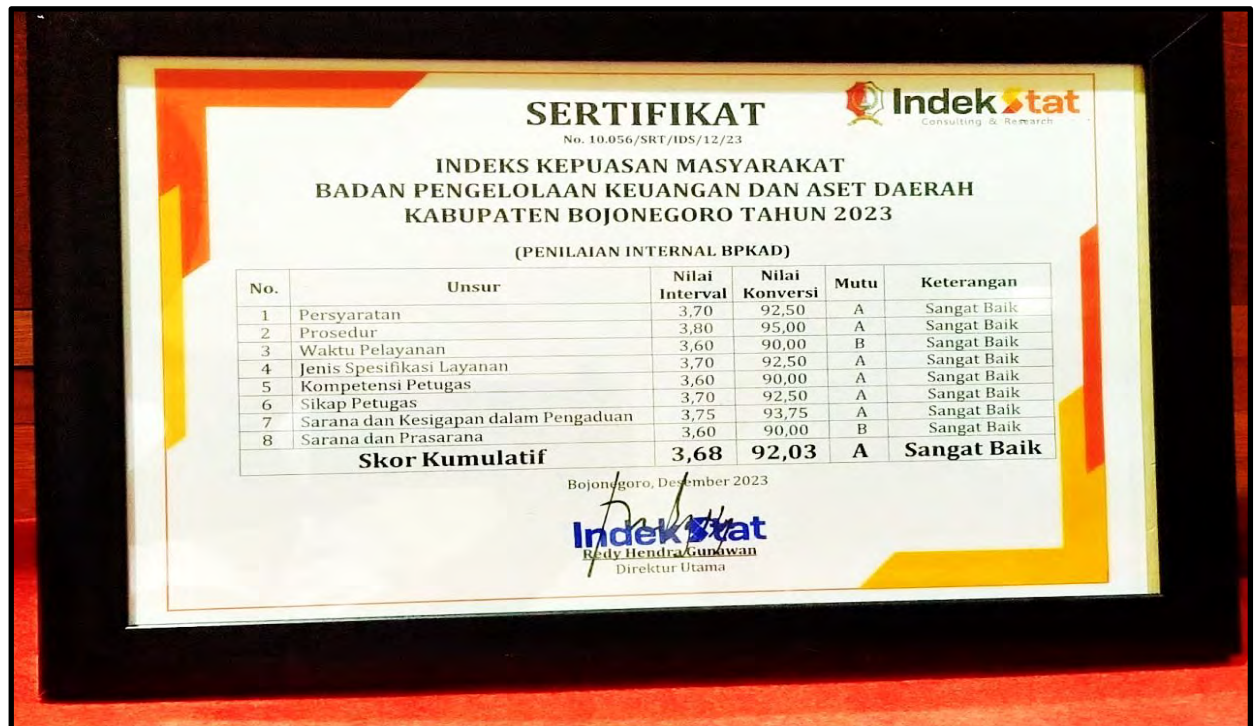 IndekStat
Consulting & Research
SERTIFIKAT
No. 10.056/SRT/IDS/12/23
INDEKS KEPUASAN MASYARAKAT
BADAN PENGELOLAAN KEUANGAN DAN ASET DAERAH
KABUPATEN BOJONEGORO TAHUN 2023
(PENILAIAN INTERNAL BPKAD)
No. Unsur Nilai Interval Nilai Konversi Mutu Keterangan
1 Persyaratan 3,70 92,50 A Sangat Baik
2 Prosedur 3,80 95,00 A Sangat Baik
3 Waktu Pelayanan 3,60 90,00 B Sangat Baik
4 Jenis Spesifikasi Layanan 3,70 92,50 A Sangat Baik
5 Kompetensi Petugas 3,60 90,00 A Sangat Baik
6 Sikap Petugas 3,70 92,50 A Sangat Baik
7 Sarana dan Kesigapan dalam Pengaduan 3,75 93,75 A Sangat Baik
8 Sarana dan Prasarana 3,60 90,00 B Sangat Baik
Skor Kumulatif 3,68 92,03 A Sangat Baik
Bojonegoro, Desember 2023
IndekStat
Redy Hendra Gunawan
Direktur Utama